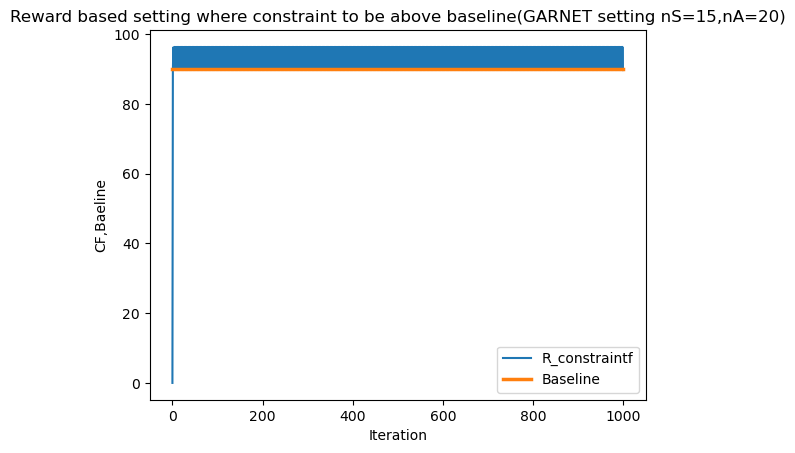 Reward based setting where constraint to be above baseline(GARNET setting nS=15,nA=20)
100
80
60
40
20
0
CF,Baeline
0 200 400 600 800 1000
Iteration
R_constraintf
Baseline